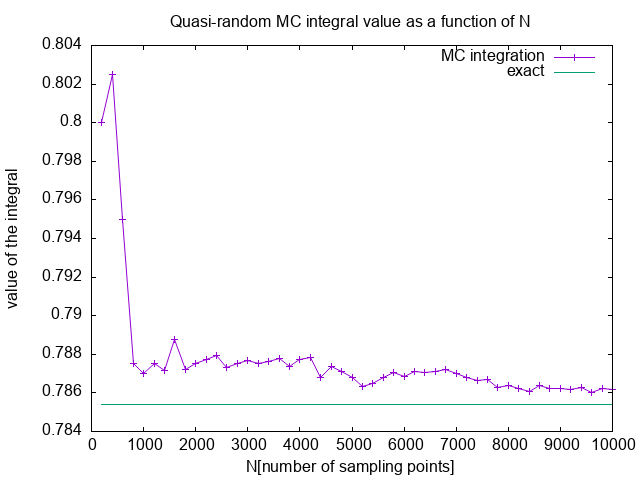 Quasi-random MC integral value as a function of N
MC integration
exact
value of the integral
0.804
0.802
0.8
0.798
0.796
0.794
0.792
0.79
0.788
0.786
0.784
0 1000 2000 3000 4000 5000 6000 7000 8000 9000 10000
N[number of sampling points]